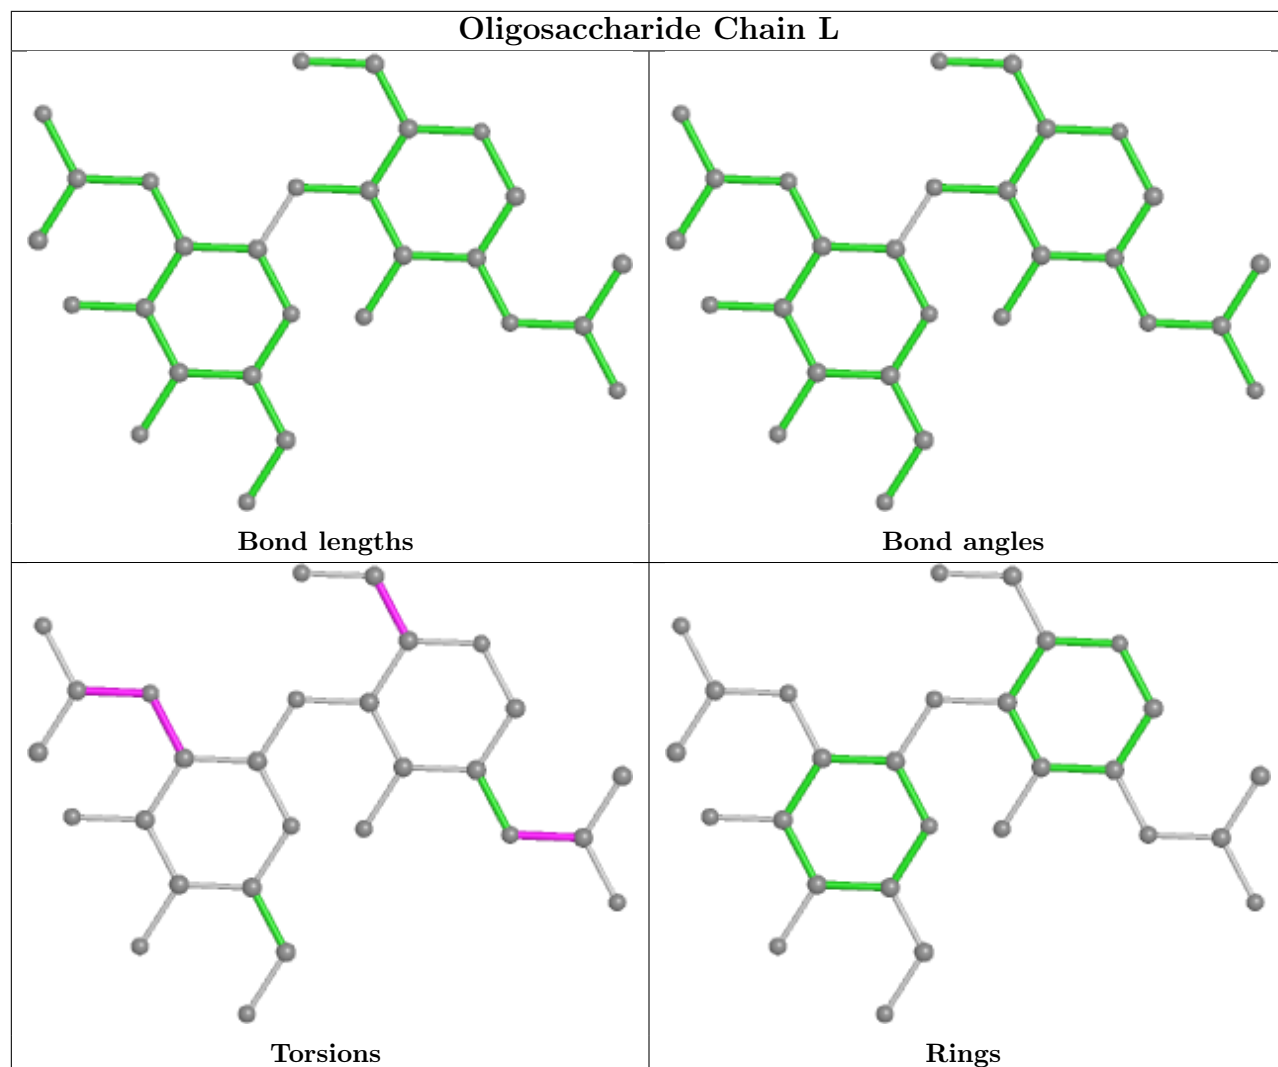 Oligosaccharide Chain L
Bond lengths
Bond angles
Torsions
Rings